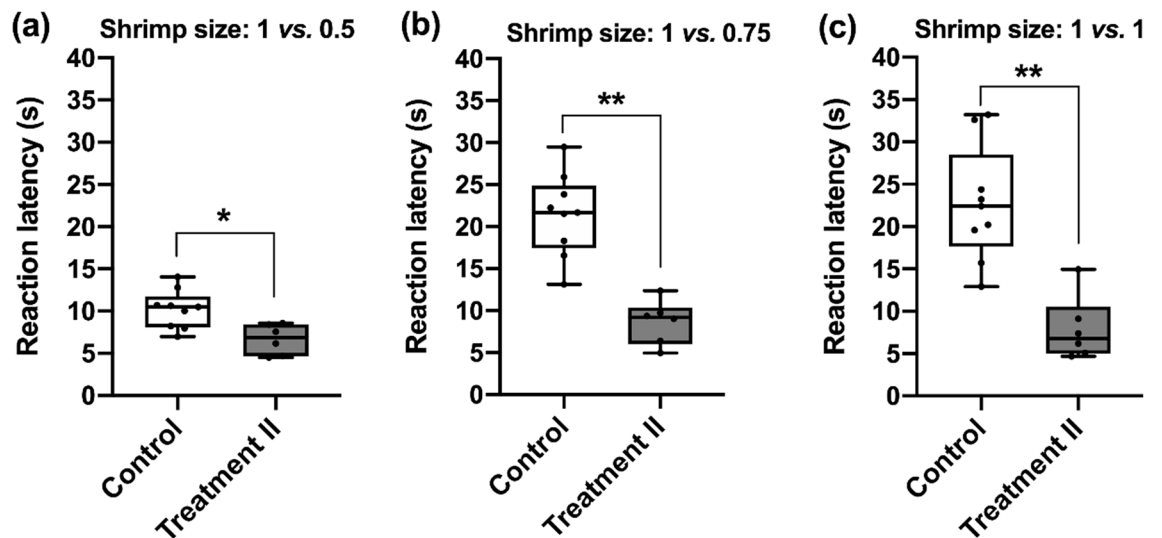 (a)
Shrimp size: 1 vs. 0.5
40
35
30
25
20
15
10
5
0
Reaction latency (s)
*
Control
Treatment II
(b)
Shrimp size: 1 vs. 0.75
40
35
30
25
20
15
10
5
0
Reaction latency (s)
**
Control
Treatment II
(c)
Shrimp size: 1 vs. 1
40
35
30
25
20
15
10
5
0
Reaction latency (s)
**
Control
Treatment II